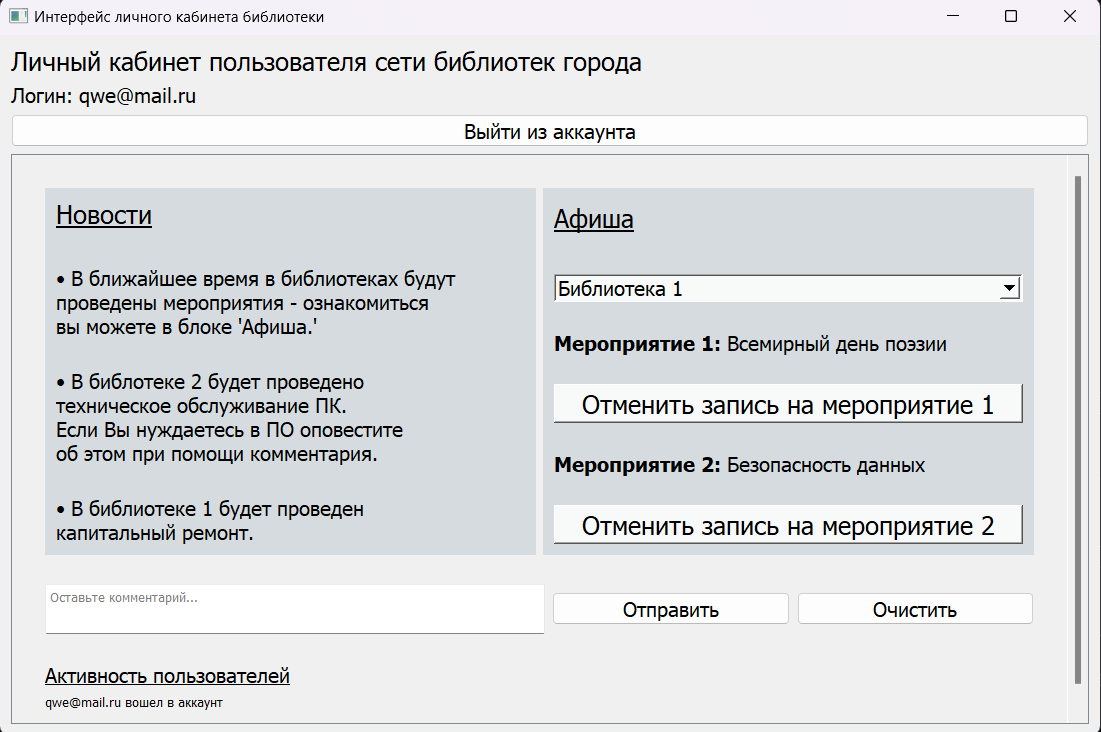 Интерфейс личного кабинета библиотеки
Личный кабинет пользователя сети библиотек города
Логин: qwe@mail.ru
Выйти из аккаунта
Новости
• В ближайшее время в библиотеках будут
проведены мероприятия - ознакомиться
вы можете в блоке 'Афиша.'
• В библотеке 2 будет проведено
техническое обслуживание ПК.
Если Вы нуждаетесь в ПО оповестите
об этом при помощи комментария.
• В библиотеке 1 будет проведен
капитальный ремонт.
Афиша
Библиотека 1
Мероприятие 1: Всемирный день поэзии
Отменить запись на мероприятие 1
Мероприятие 2: Безопасность данных
Отменить запись на мероприятие 2
Оставьте комментарий...
Отправить
Очистить
Активность пользователей
qwe@mail.ru вошел в аккаунт